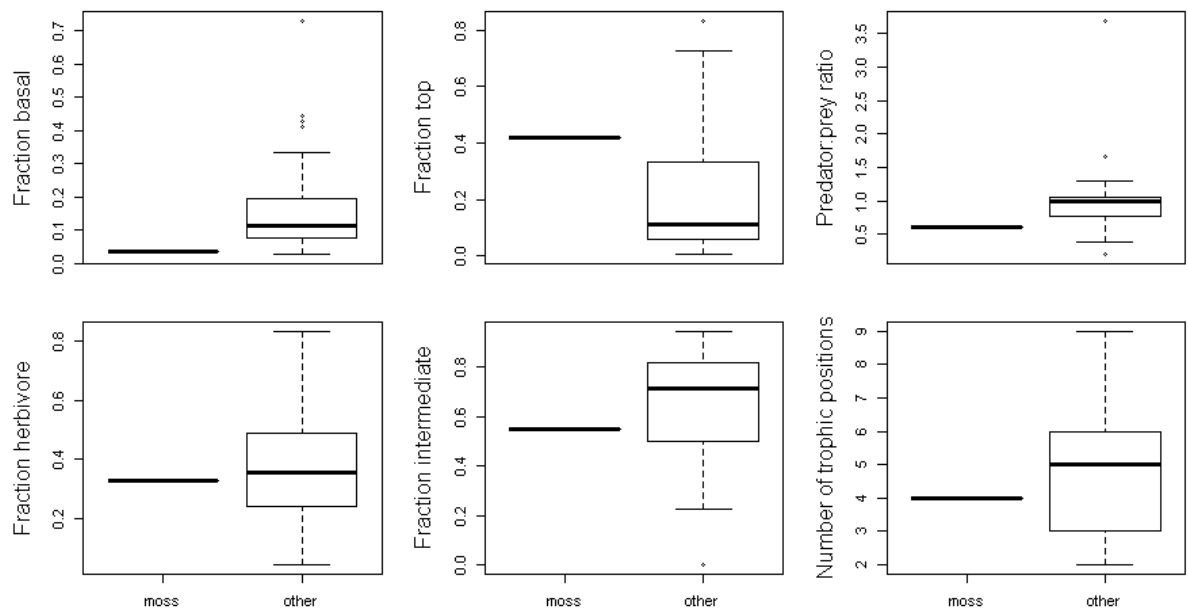 Fraction basal
0.0 0.1 0.2 0.3 0.4 0.5 0.6 0.7
Fraction top
0.0 0.2 0.4 0.6 0.8
Predator:prey ratio
0.5 1.0 1.5 2.0 2.5 3.0 3.5
Fraction herbivore
0.2 0.4 0.6 0.8
moss other
Fraction intermediate
0.0 0.2 0.4 0.6 0.8
moss other
Number of trophic positions
2 3 4 5 6 7 8 9
moss other